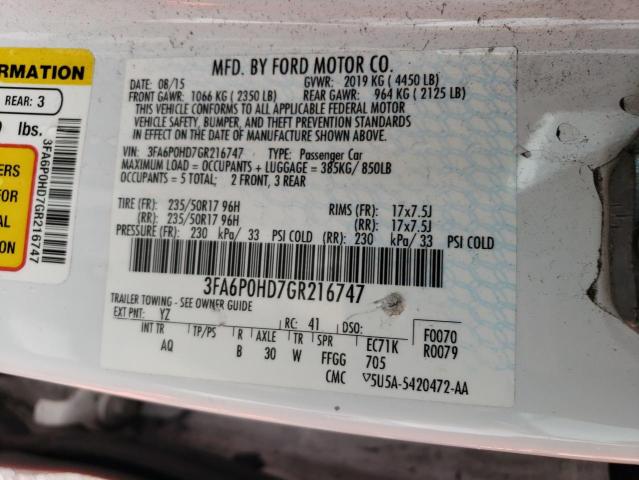 MFD. BY FORD MOTOR CO.
DATE: 08/15 GVWR: 2019 KG ( 4450 LB)
FRONT GAWR: 1066 KG ( 2350 LB) REAR GAWR: 964 KG ( 2125 LB)
THIS VEHICLE CONFORMS TO ALL APPLICABLE FEDERAL MOTOR
VEHICLE SAFETY, BUMPER, AND THEFT PREVENTION STANDARDS
IN EFFECT ON THE DATE OF MANUFACTURE SHOWN ABOVE.
VIN: 3FA6P0HD7GR216747 TYPE: Passenger Car
MAXIMUM LOAD = OCCUPANTS + LUGGAGE = 385KG/ 850LB
OCCUPANTS = 5 TOTAL; 2 FRONT, 3 REAR
TIRE (FR): 235/50R17 96H RIMS (FR): 17x7.5J
(RR): 235/50R17 96H (RR): 17x7.5J
PRESSURE (FR): 230 kPa/ 33 PSI COLD (RR): 230 kPa/ 33 PSI COLD
3FA6P0HD7GR216747
TRAILER TOWING - SEE OWNER GUIDE
EXT PNT: YZ RC: 41 DSO: F0070
INT TR TP/PS R AXLE TR SPR EC71K R0079
AQ B 30 W FFGG 705
CMC 5U5A-5420472-AA
ORMATION
REAR: 3
lbs.
3FA6P0HD7GR216747